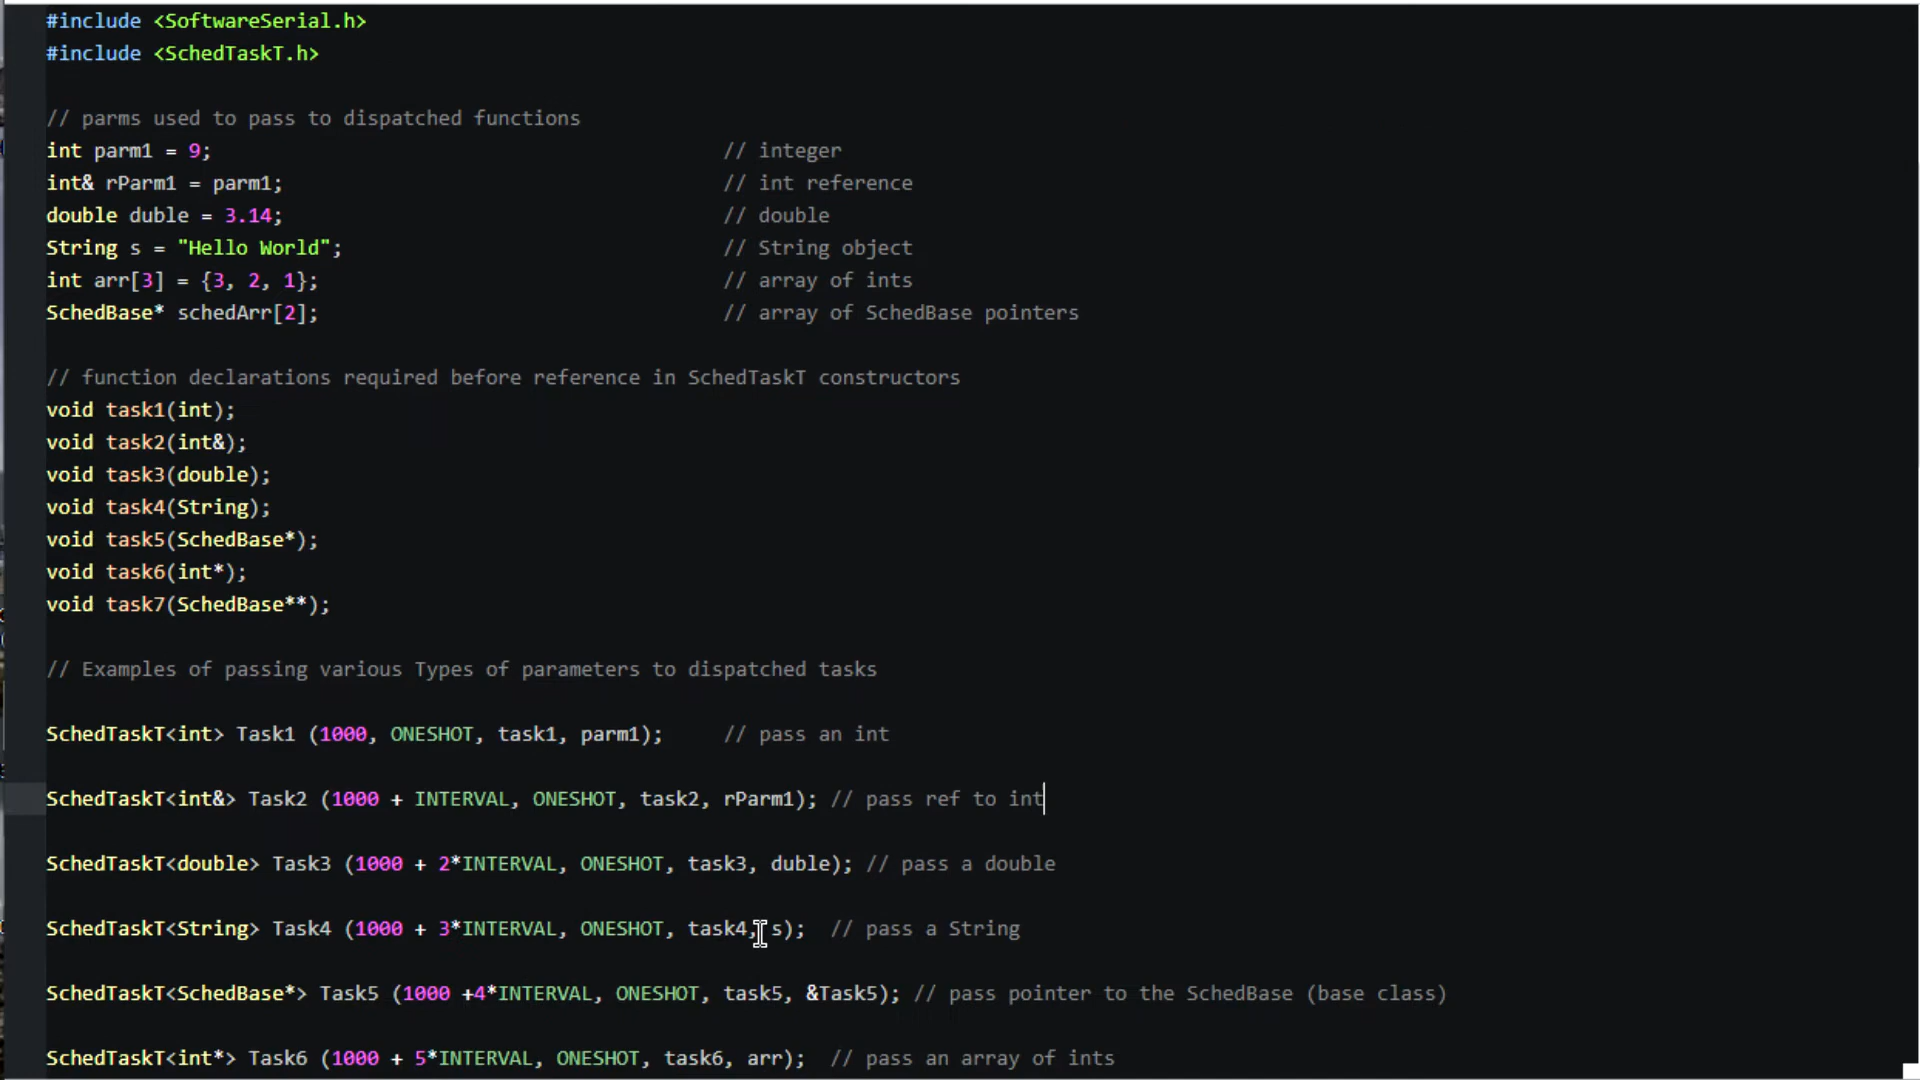 #include <SoftwareSerial.h>
#include <SchedTaskT.h>
// parms used to pass to dispatched functions
int parm1 = 9; // integer
int& rParm1 = parm1; // int reference
double duble = 3.14; // double
String s = "Hello World"; // String object
int arr[3] = {3, 2, 1}; // array of ints
SchedBase* schedArr[2]; // array of SchedBase pointers
// function declarations required before reference in SchedTaskT constructors
void task1(int);
void task2(int&);
void task3(double);
void task4(String);
void task5(SchedBase*);
void task6(int*);
void task7(SchedBase**);
// Examples of passing various Types of parameters to dispatched tasks
SchedTaskT<int> Task1 (1000, ONESHOT, task1, parm1); // pass an int
SchedTaskT<int&> Task2 (1000 + INTERVAL, ONESHOT, task2, rParm1); // pass ref to int
SchedTaskT<double> Task3 (1000 + 2*INTERVAL, ONESHOT, task3, duble); // pass a double
SchedTaskT<String> Task4 (1000 + 3*INTERVAL, ONESHOT, task4, s); // pass a String
SchedTaskT<SchedBase*> Task5 (1000 +4*INTERVAL, ONESHOT, task5, &Task5); // pass pointer to the SchedBase (base class)
SchedTaskT<int*> Task6 (1000 + 5*INTERVAL, ONESHOT, task6, arr); // pass an array of ints